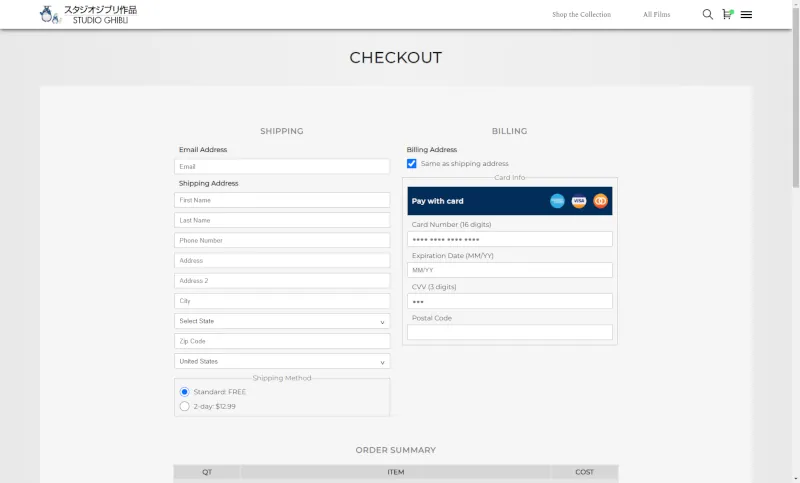 スタジオジブリ作品
STUDIO GHIBLI
Shop the Collection
All Films
CHECKOUT
SHIPPING
Email Address
Email
Shipping Address
First Name
Last Name
Phone Number
Address
Address 2
City
Select State
Zip Code
United States
Shipping Method
Standard: FREE
2-day: $12.99
BILLING
Billing Address
Same as shipping address
Card Info
Pay with card
VISA
Card Number (16 digits)
•••• •••• •••• ••••
Expiration Date (MM/YY)
MM/YY
CVV (3 digits)
•••
Postal Code
ORDER SUMMARY
QT ITEM COST